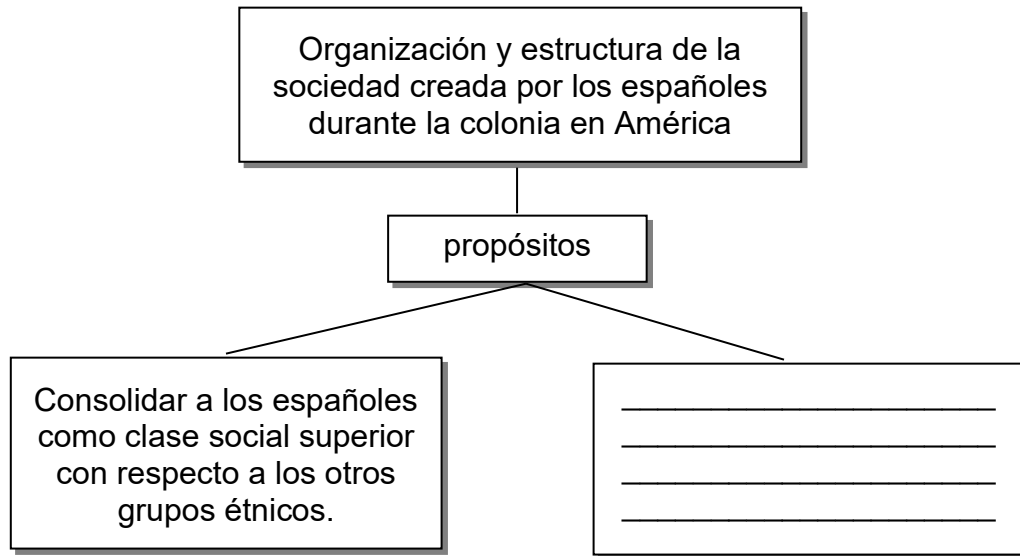 Organización y estructura de la
sociedad creada por los españoles
durante la colonia en América
propósitos
Consolidar a los españoles
como clase social superior
con respecto a los otros
grupos étnicos.